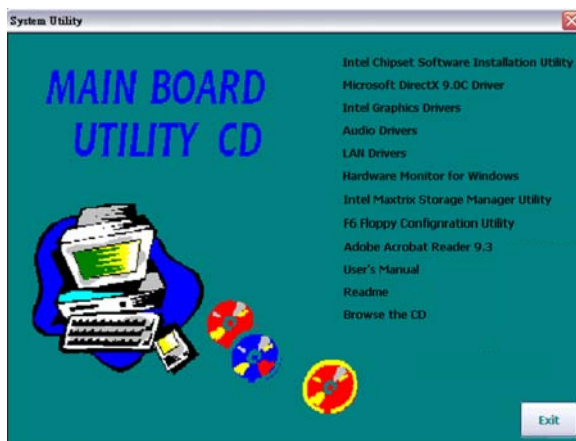 System Utility
MAIN BOARD
UTILITY CD
Intel Chipset Software Installation Utility
Microsoft DirectX 9.0C Driver
Intel Graphics Drivers
Audio Drivers
LAN Drivers
Hardware Monitor for Windows
Intel Maxtrix Storage Manager Utility
F6 Floppy Confignration Utility
Adobe Acrobat Reader 9.3
User's Manual
Readme
Browse the CD
Exit